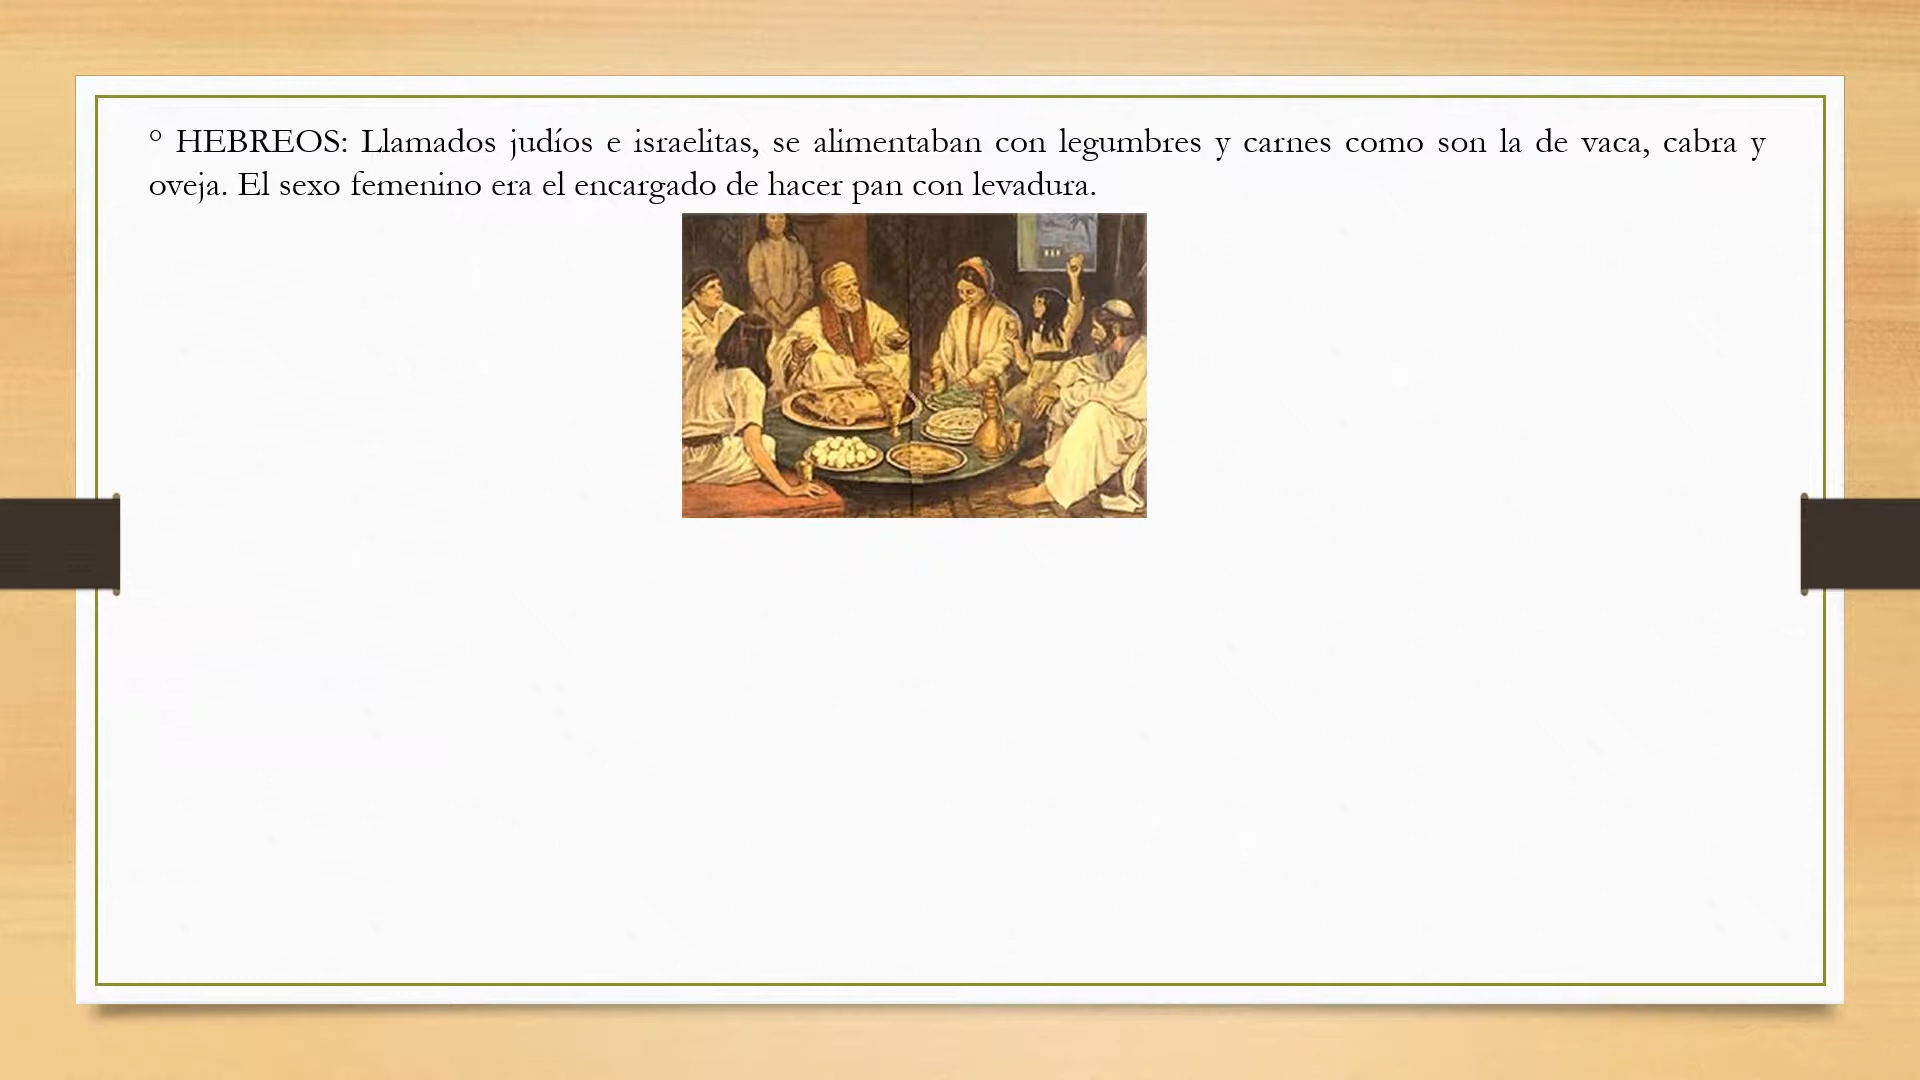 ° HEBREOS: Llamados judíos e israelitas, se alimentaban con legumbres y carnes como son la de vaca, cabra y
oveja. El sexo femenino era el encargado de hacer pan con levadura.